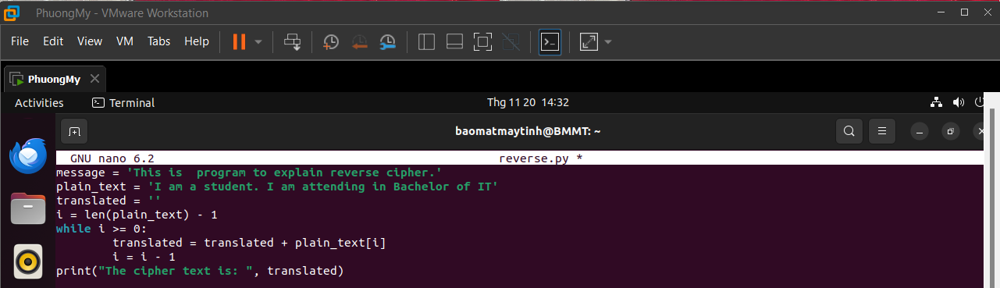 PhuongMy - VMware Workstation
File Edit View VM Tabs Help
PhuongMy
Activities Terminal Thg 11 20 14:32
baomatmaytinh@BMMT: ~
GNU nano 6.2 reverse.py *
message = 'This is  program to explain reverse cipher.'
plain_text = 'I am a student. I am attending in Bachelor of IT'
translated = ''
i = len(plain_text) - 1
while i >= 0:
        translated = translated + plain_text[i]
        i = i - 1
print("The cipher text is: ", translated)